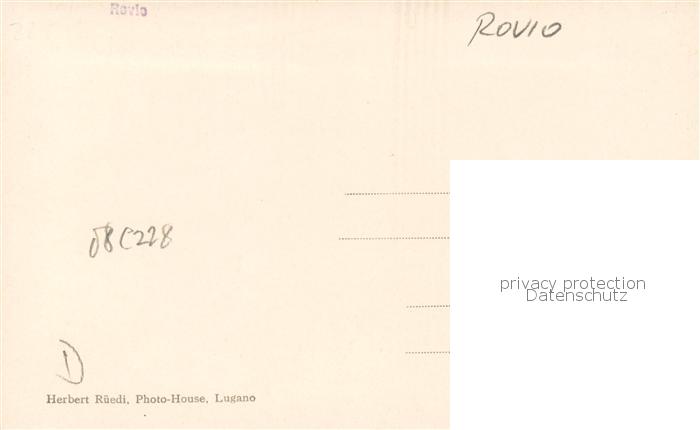 Rovio
ROVIO
08C228
privacy protection
Datenschutz
D
Herbert Rüedi, Photo-House, Lugano